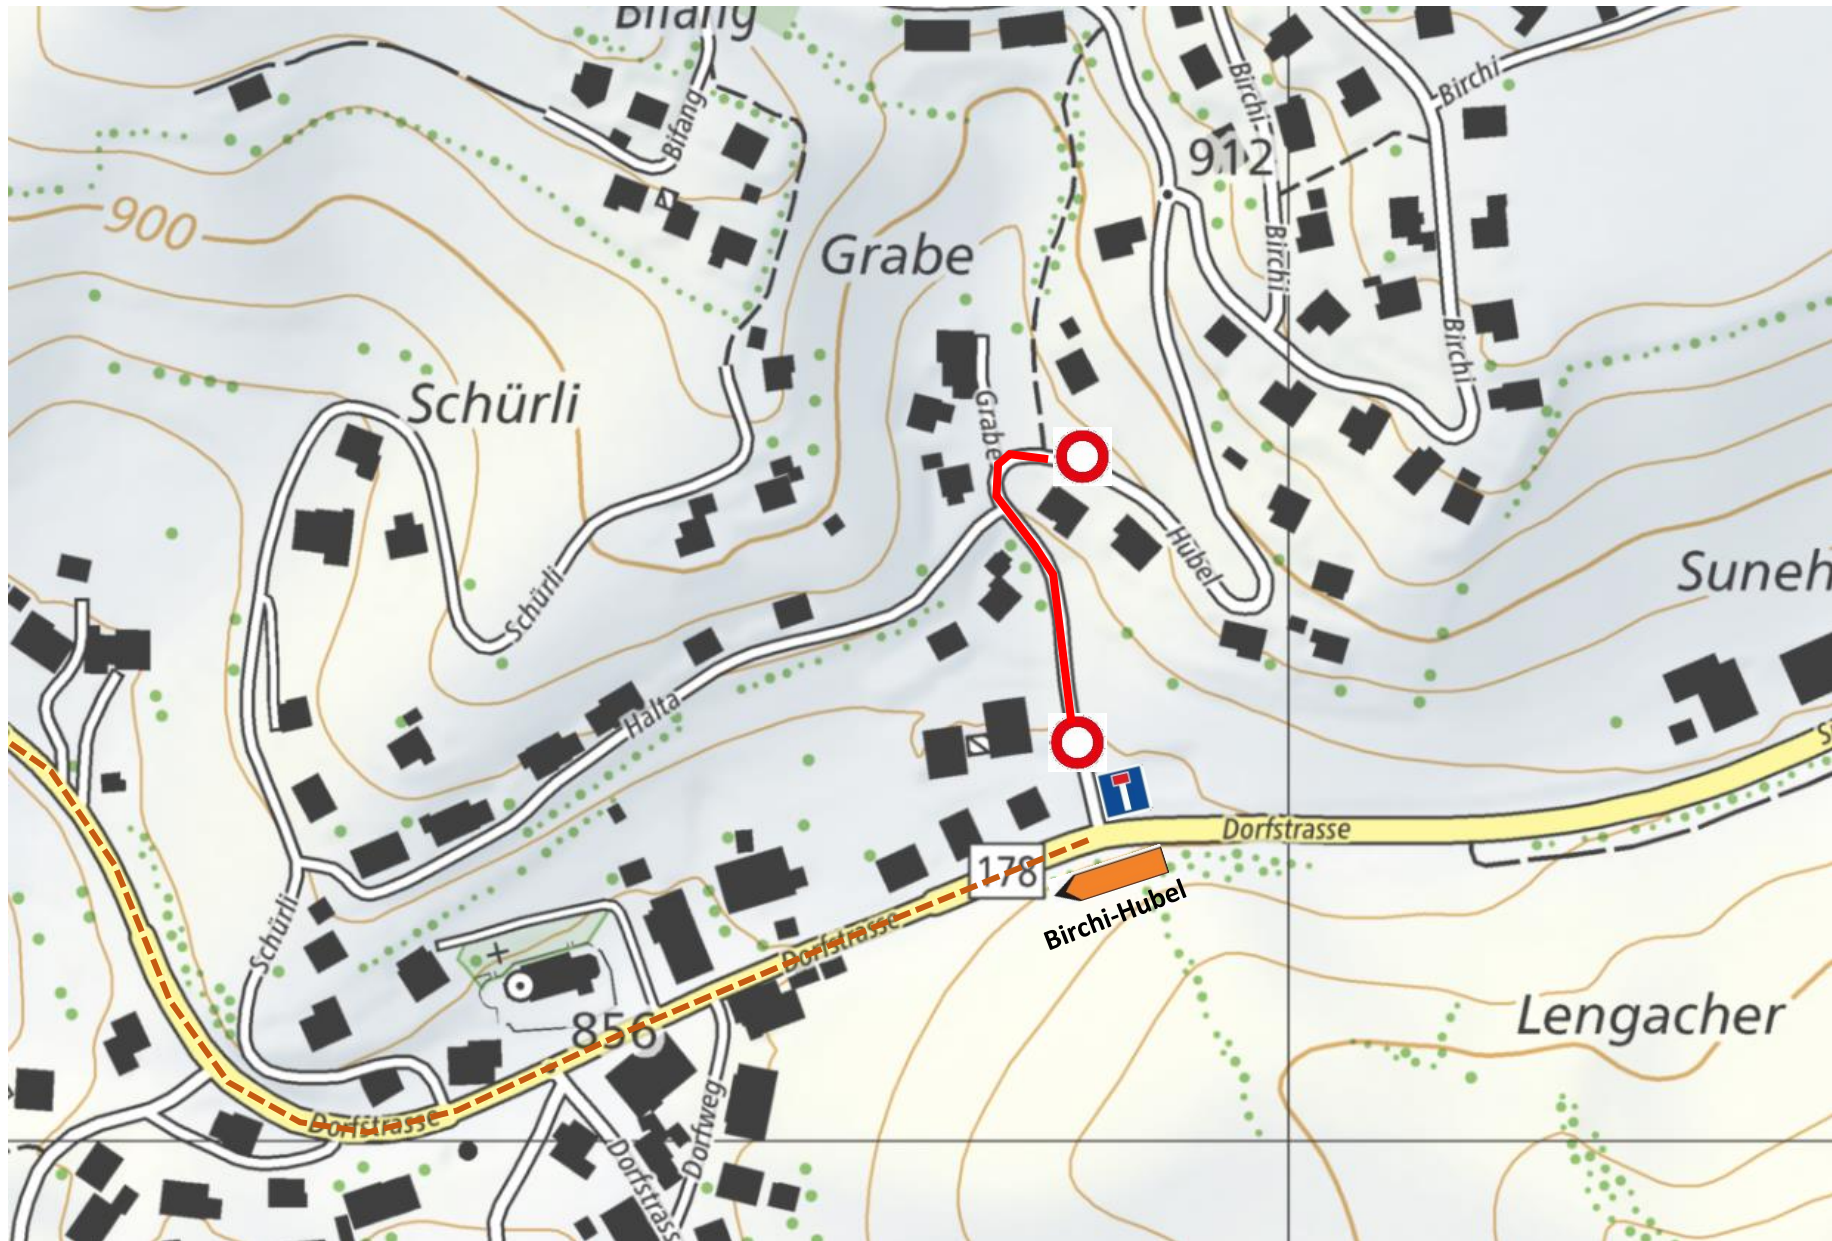 Bifang
Birchi
Birchi
Bifang
912
900
Grabe
Birchi
Birchi
Schürli
Grabe
Hubel
Suneh
Schürli
Halta
S
Dorfstrasse
178
Birchi-Hubel
Schürli
Dorfstrasse
856
Lengacher
Dorfstrasse
Dorfweg
Dorfstrass